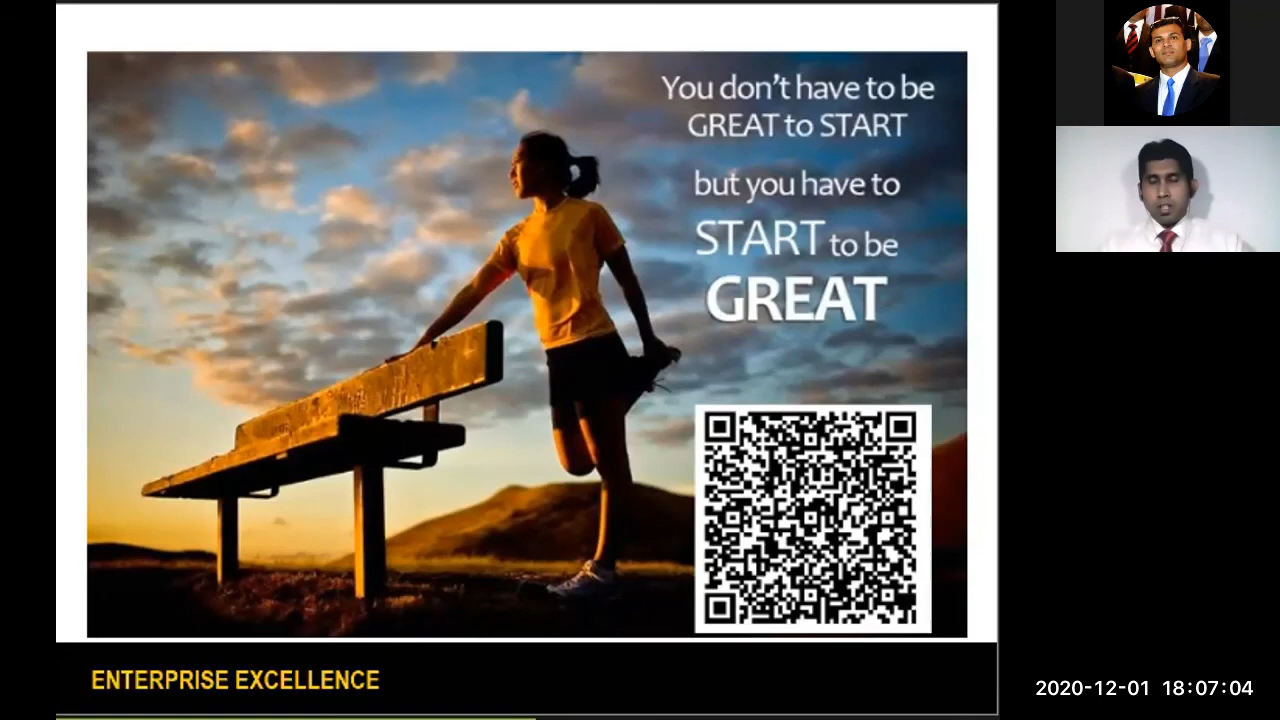 You don't have to be
GREAT to START
but you have to
START to be
GREAT
ENTERPRISE EXCELLENCE
2020-12-01 18:07:04